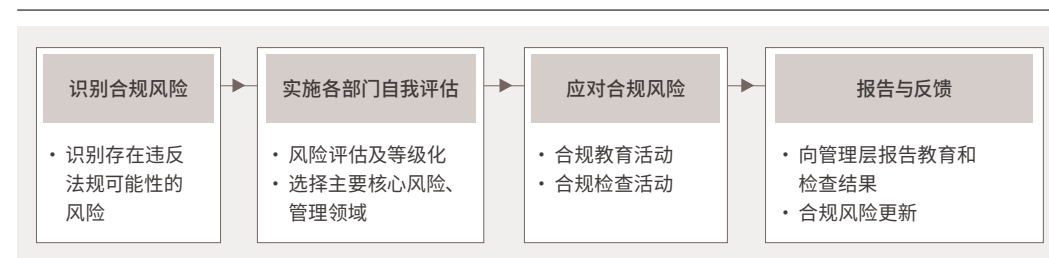 识别合规风险
• 识别存在违反
法规可能性的
风险
实施各部门自我评估
• 风险评估及等级化
• 选择主要核心风险、
管理领域
应对合规风险
• 合规教育活动
• 合规检查活动
报告与反馈
• 向管理层报告教育和
检查结果
• 合规风险更新